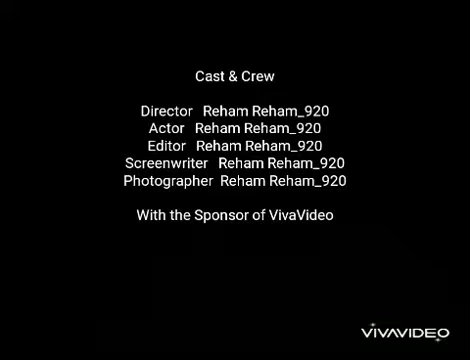 Cast & Crew
Director Reham Reham_920
Actor Reham Reham_920
Editor Reham Reham_920
Screenwriter Reham Reham_920
Photographer Reham Reham_920
With the Sponsor of VivaVideo
VIVAVIDEO